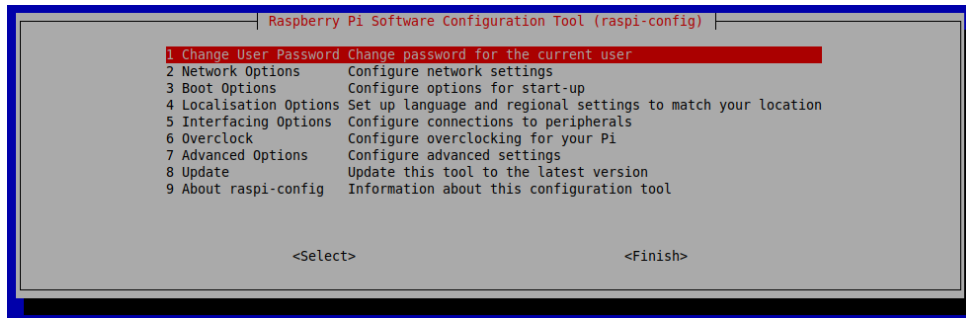 Raspberry Pi Software Configuration Tool (raspi-config)
1 Change User Password Change password for the current user
2 Network Options Configure network settings
3 Boot Options Configure options for start-up
4 Localisation Options Set up language and regional settings to match your location
5 Interfacing Options Configure connections to peripherals
6 Overclock Configure overclocking for your Pi
7 Advanced Options Configure advanced settings
8 Update Update this tool to the latest version
9 About raspi-config Information about this configuration tool
<Select> <Finish>